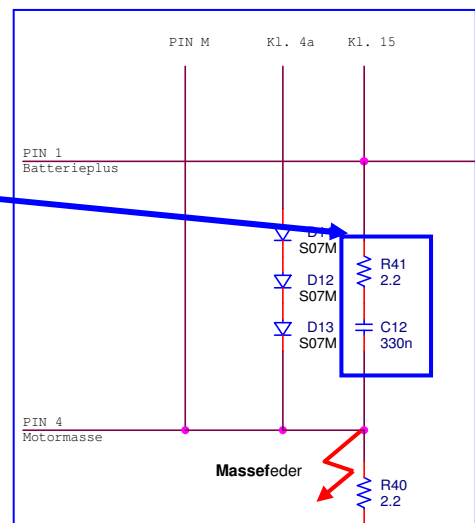 PIN M Kl. 4a Kl. 15
PIN 1
Batterieplus
S07M
R41
2.2
D12
S07M
C12
330n
D13
S07M
PIN 4
Motormasse
Massefeder
R40
2.2